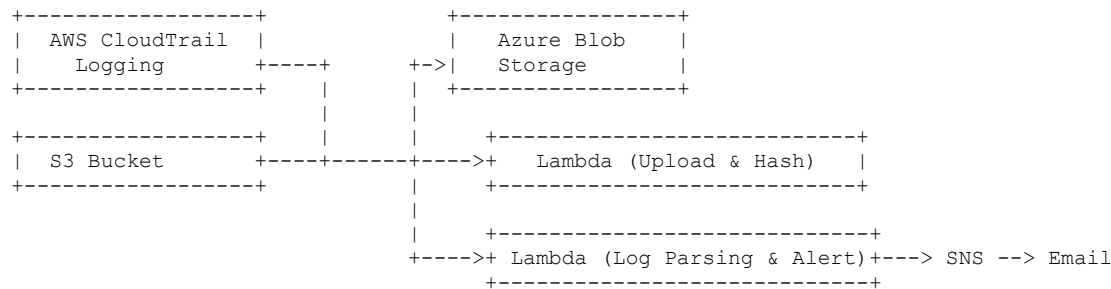 AWS CloudTrail
Logging
Azure Blob
Storage
S3 Bucket
Lambda (Upload & Hash)
Lambda (Log Parsing & Alert)
SNS
Email